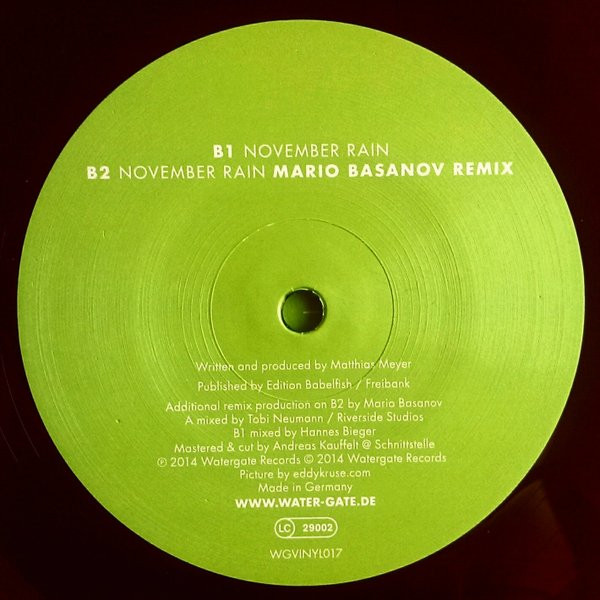 B1 NOVEMBER RAIN
B2 NOVEMBER RAIN MARIO BASANOV REMIX
Written and produced by Matthias Meyer
Published by Edition Babelfish / Freibank
Additional remix production on B2 by Mario Basanov
A mixed by Tobi Neumann / Riverside Studios
B1 mixed by Hannes Bieger
Mastered & cut by Andreas Kauffelt @ Schnittstelle
℗ 2014 Watergate Records © 2014 Watergate Records
Picture by eddykruse.com
Made in Germany
WWW.WATER-GATE.DE
LC 29002
WGVINYL017